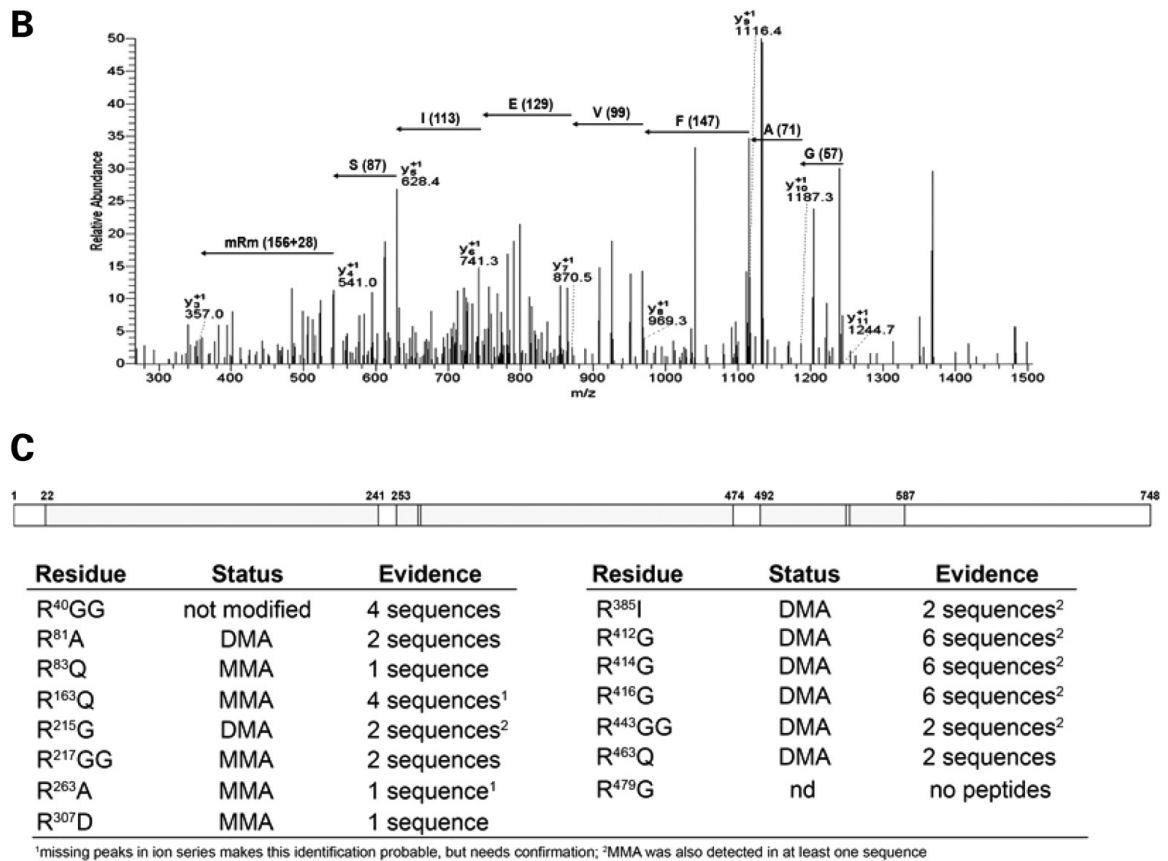 B
50
45
40
35
30
25
20
15
10
5
0
Relative Abundance
300 400 500 600 700 800 900 1000 1100 1200 1300 1400 1500
m/z
mRm (156+28)
S (87)
I (113)
E (129)
V (99)
F (147)
A (71)
G (57)
y₃⁺¹
357.0
y₄⁺¹
541.0
y₅⁺¹
628.4
y₆⁺¹
741.3
y₇⁺¹
870.5
y₈⁺¹
969.3
y₉⁺¹
1116.4
y₁₀⁺¹
1187.3
y₁₁⁺¹
1244.7
C
1 22 241 253 474 492 587 748
Residue Status Evidence
R⁴⁰GG not modified 4 sequences
R⁸¹A DMA 2 sequences
R⁸³Q MMA 1 sequence
R¹⁶³Q MMA 4 sequences¹
R²¹⁵G DMA 2 sequences²
R²¹⁷GG MMA 2 sequences
R²⁶³A MMA 1 sequence¹
R³⁰⁷D MMA 1 sequence
Residue Status Evidence
R³⁸⁵I DMA 2 sequences²
R⁴¹²G DMA 6 sequences²
R⁴¹⁴G DMA 6 sequences²
R⁴¹⁶G DMA 6 sequences²
R⁴⁴³GG DMA 2 sequences²
R⁴⁶³Q DMA 2 sequences
R⁴⁷⁹G nd no peptides
¹missing peaks in ion series makes this identification probable, but needs confirmation; ²MMA was also detected in at least one sequence